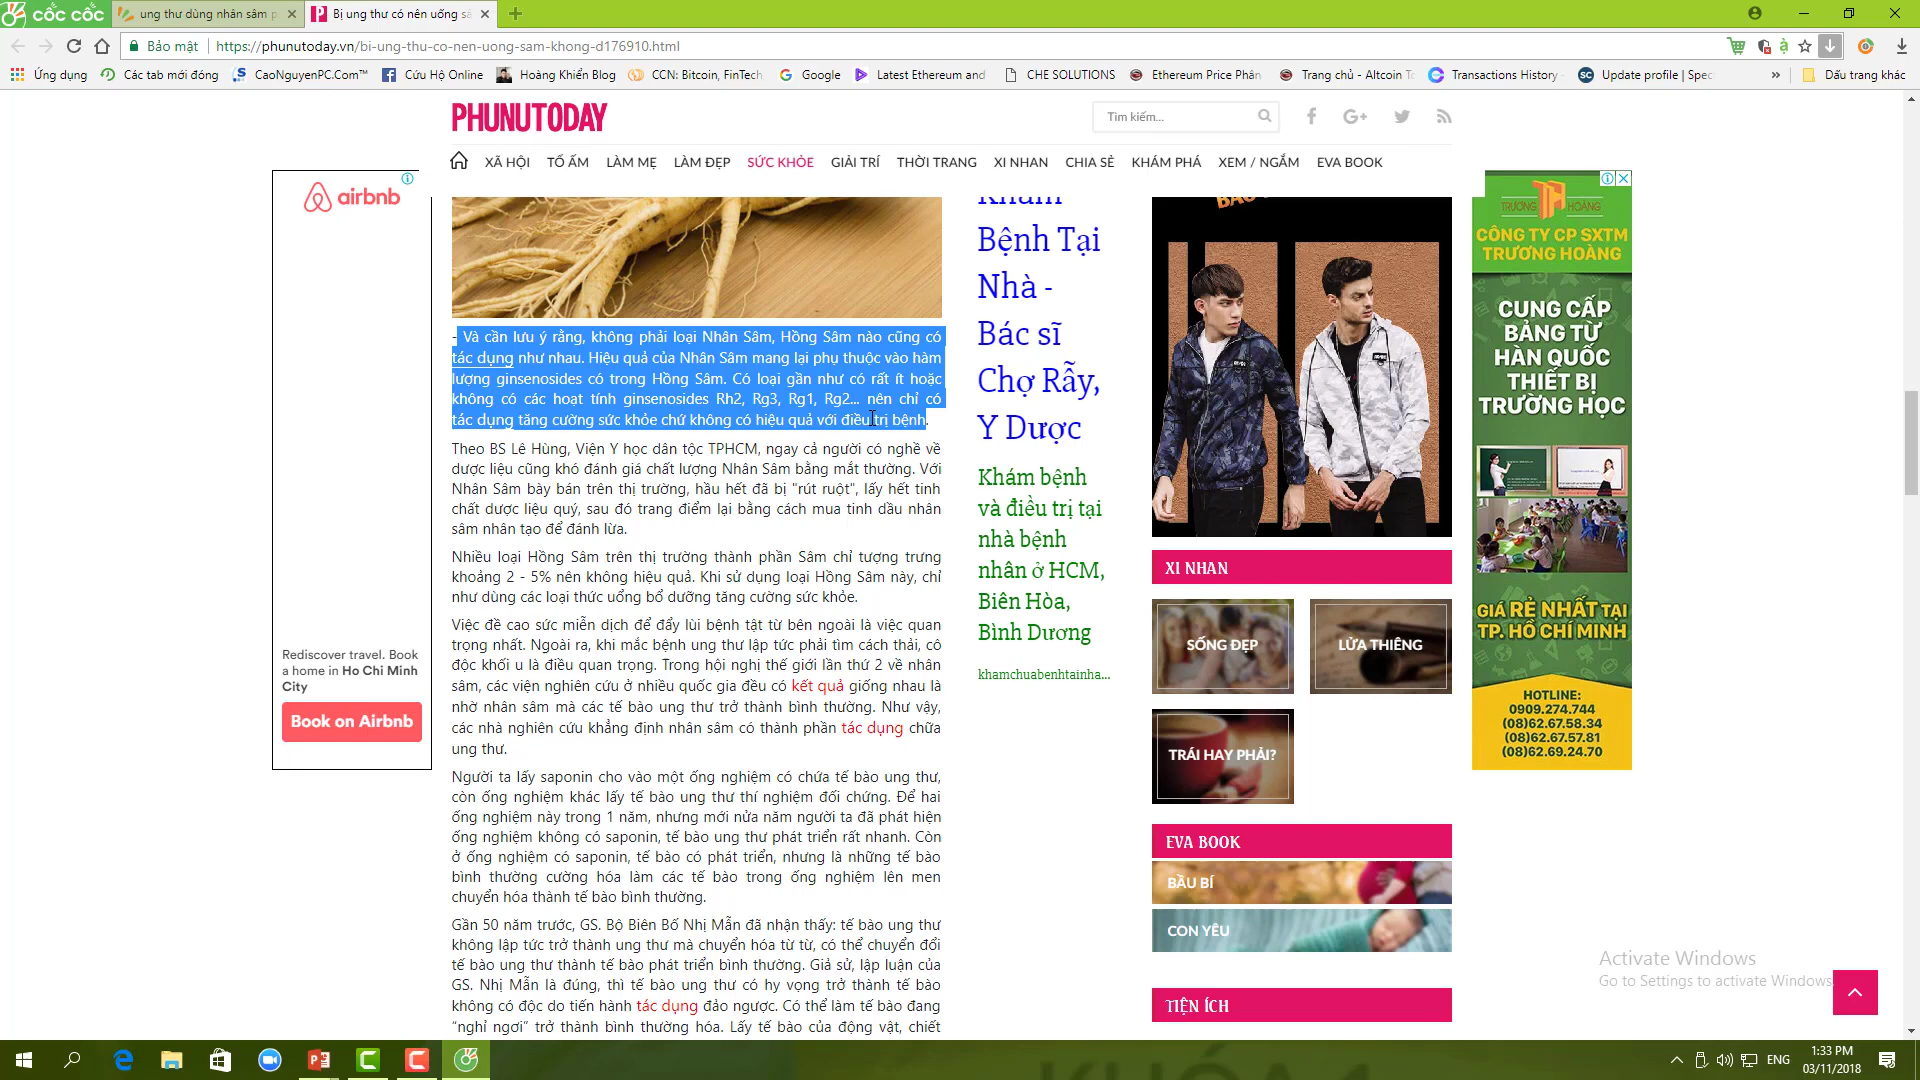 cốc cốc
ung thư dùng nhân sâm p
Bị ung thư có nên uống sâ
Bảo mật
https://phunutoday.vn/bi-ung-thu-co-nen-uong-sam-khong-d176910.html
Ứng dụng
Các tab mới đóng
CaoNguyenPC.Com™
Cứu Hộ Online
Hoàng Khiển Blog
CCN: Bitcoin, FinTech,
Google
Latest Ethereum and
CHE SOLUTIONS
Ethereum Price Phân
Trang chủ - Altcoin
Transactions History
Update profile | Spec
Dấu trang khác
PHUNUTODAY
Tìm kiếm...
XÃ HỘI TỔ ẤM LÀM MẸ LÀM ĐẸP SỨC KHỎE GIẢI TRÍ THỜI TRANG XI NHAN CHIA SẺ KHÁM PHÁ XEM / NGẮM EVA BOOK
airbnb
Rediscover travel. Book
a home in Ho Chi Minh
City
Book on Airbnb
- Và cần lưu ý rằng, không phải loại Nhân Sâm, Hồng Sâm nào cũng có
tác dụng như nhau. Hiệu quả của Nhân Sâm mang lại phụ thuộc vào hàm
lượng ginsenosides có trong Hồng Sâm. Có loại gần như có rất ít hoặc
không có các hoạt tính ginsenosides Rh2, Rg3, Rg1, Rg2... nên chỉ có
tác dụng tăng cường sức khỏe chứ không có hiệu quả với điều trị bệnh.
Theo BS Lê Hùng, Viện Y học dân tộc TPHCM, ngay cả người có nghề về
dược liệu cũng khó đánh giá chất lượng Nhân Sâm bằng mắt thường. Với
Nhân Sâm bày bán trên thị trường, hầu hết đã bị "rút ruột", lấy hết tinh
chất dược liệu quý, sau đó trang điểm lại bằng cách mua tinh dầu nhân
sâm nhân tạo để đánh lừa.
Nhiều loại Hồng Sâm trên thị trường thành phần Sâm chỉ tượng trưng
khoảng 2 - 5% nên không hiệu quả. Khi sử dụng loại Hồng Sâm này, chỉ
như dùng các loại thức uống bổ dưỡng tăng cường sức khỏe.
Việc đề cao sức miễn dịch để đẩy lùi bệnh tật từ bên ngoài là việc quan
trọng nhất. Ngoài ra, khi mắc bệnh ung thư lập tức phải tìm cách thải, cô
độc khối u là điều quan trọng. Trong hội nghị thế giới lần thứ 2 về nhân
sâm, các viện nghiên cứu ở nhiều quốc gia đều có kết quả giống nhau là
nhờ nhân sâm mà các tế bào ung thư trở thành bình thường. Như vậy,
các nhà nghiên cứu khẳng định nhân sâm có thành phần tác dụng chữa
ung thư.
Người ta lấy saponin cho vào một ống nghiệm có chứa tế bào ung thư,
còn ống nghiệm khác lấy tế bào ung thư thí nghiệm đối chứng. Để hai
ống nghiệm này trong 1 năm, nhưng mới nửa năm người ta đã phát hiện
ống nghiệm không có saponin, tế bào ung thư phát triển rất nhanh. Còn
ở ống nghiệm có saponin, tế bào có phát triển, nhưng là những tế bào
bình thường cường hóa làm các tế bào trong ống nghiệm lên men
chuyển hóa thành tế bào bình thường.
Gần 50 năm trước, GS. Bộ Biên Bố Nhị Mẫn đã nhận thấy: tế bào ung thư
không lập tức trở thành ung thư mà chuyển hóa từ từ, có thể chuyển đổi
tế bào ung thư thành tế bào phát triển bình thường. Giả sử, lập luận của
GS. Nhị Mẫn là đúng, thì tế bào ung thư có hy vọng trở thành tế bào
không có độc do tiến hành tác dụng đảo ngược. Có thể làm tế bào đang
“nghỉ ngơi” trở thành bình thường hóa. Lấy tế bào của động vật, chiết
Khám
Bệnh Tại
Nhà -
Bác sĩ
Chợ Rẫy,
Y Dược
Khám bệnh
và điều trị tại
nhà bệnh
nhân ở HCM,
Biên Hòa,
Bình Dương
khamchuabenhtainha...
XI NHAN
SỐNG ĐẸP
LỬA THIÊNG
TRÁI HAY PHẢI?
EVA BOOK
BẦU BÍ
CON YÊU
TIỆN ÍCH
TRƯỜNG HOÀNG
CÔNG TY CP SXTM
TRƯƠNG HOÀNG
CUNG CẤP
BẢNG TỪ
HÀN QUỐC
THIẾT BỊ
TRƯỜNG HỌC
GIÁ RẺ NHẤT TẠI
TP. HỒ CHÍ MINH
HOTLINE:
0909.274.744
(08)62.67.58.34
(08)62.67.57.81
(08)62.69.24.70
Activate Windows
Go to Settings to activate Windows
ENG
1:33 PM
03/11/2018